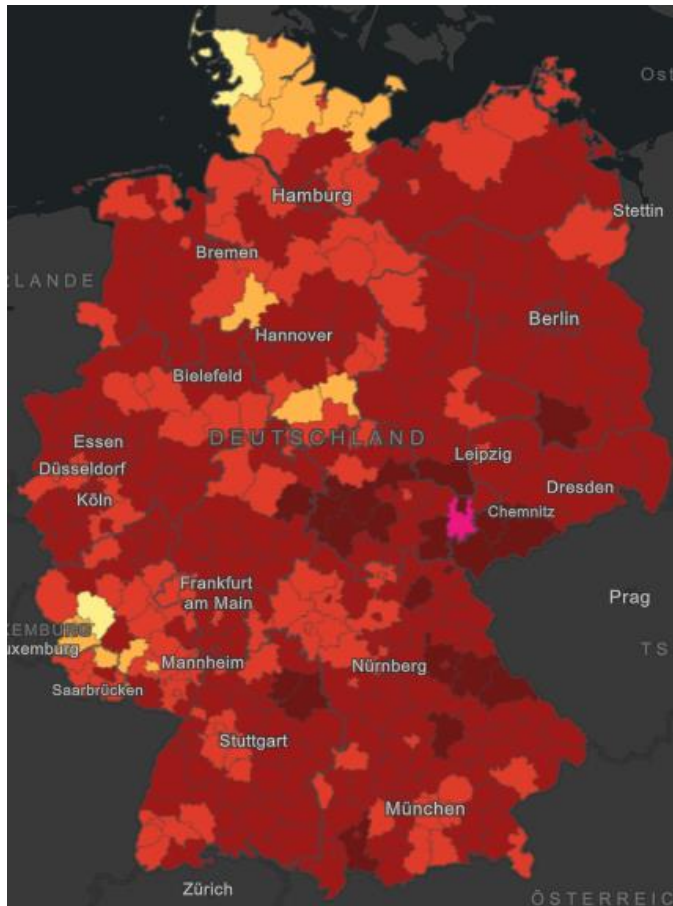 Ost
Hamburg
Stettin
Bremen
RLANDE
Berlin
Hannover
Bielefeld
DEUTSCHLAND
Essen
Leipzig
Düsseldorf
Dresden
Köln
Chemnitz
Frankfurt
am Main
Prag
XEMBURG
uxemburg
Mannheim
TS
Nürnberg
Saarbrücken
Stuttgart
München
Zürich
ÖSTERREIC